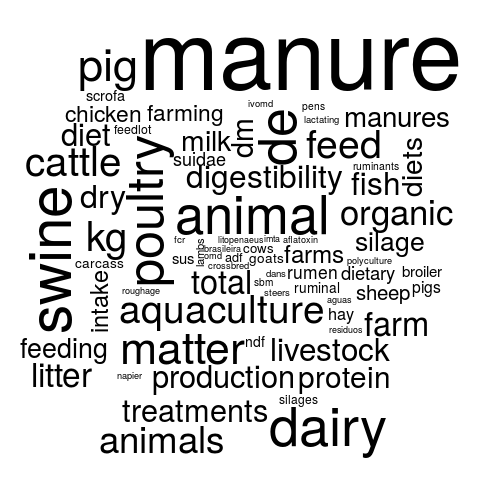 pig manure
scrofa
ivomd pens
chicken farming
lactating manures
diet feedlot
dm de
milk feed
suidae
ruminants diets
cattle
poultry
digestibility
fish
dry
swine
animal organic
kg
silage
fcr litopenaeus imta aflatoxin
brasileira cows farms
sus omd adf goats
lambs
crossbred
polyculture
carcass
dans rumen dietary broiler
total sbm
ruminal
roughage steers
sheep pigs
intake
aquaculture
aguas
hay
residuos farm
feeding matter ndf livestock
litter
napier production protein
silages
treatments
dairy
animals